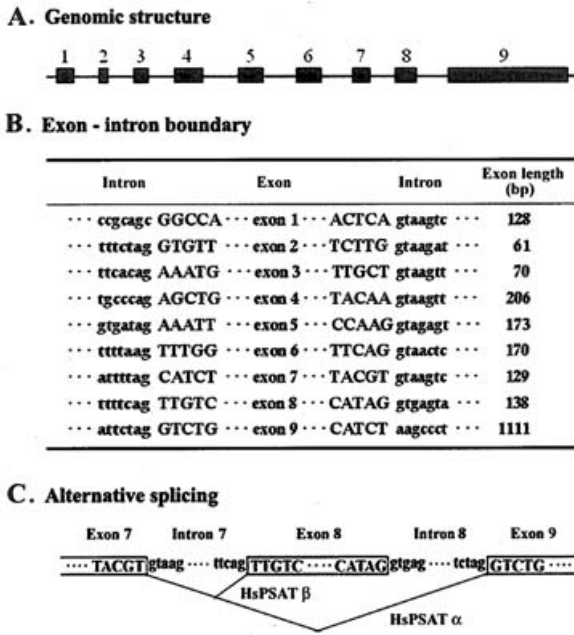 A. Genomic structure
1 2 3 4 5 6 7 8 9
B. Exon - intron boundary
Intron Exon Intron Exon length (bp)
··· ccgcagc GGCCA ··· exon 1 ··· ACTCA gtaagtc ··· 128
··· tttctag GTGTT ··· exon 2 ··· TCTTG gtaagat ··· 61
··· ttcacag AAATG ··· exon 3 ··· TTGCT gtaagtt ··· 70
··· tgcccag AGCTG ··· exon 4 ··· TACAA gtaagtt ··· 206
··· gtgatag AAATT ··· exon 5 ··· CCAAG gtagagt ··· 173
··· ttttaag TTTGG ··· exon 6 ··· TTCAG gtaactc ··· 170
··· attttag CATCT ··· exon 7 ··· TACGT gtaagtc ··· 129
··· ttttcag TTGTC ··· exon 8 ··· CATAG gtgagta ··· 138
··· attctag GTCTG ··· exon 9 ··· CATCT aagccct ··· 1111
C. Alternative splicing
Exon 7 Intron 7 Exon 8 Intron 8 Exon 9
···· TACGT gtaag ···· ttcag TTGTC ···· CATAG gtgag ···· tctag GTCTG ····
HsPSAT β
HsPSAT α